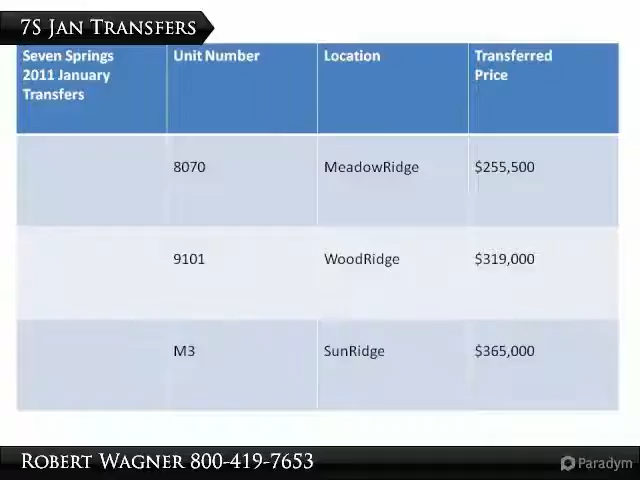 7S Jan Transfers
Seven Springs
2011 January
Transfers
Unit Number
Location
Transferred
Price
8070 MeadowRidge $255,500
9101 WoodRidge $319,000
M3 SunRidge $365,000
Robert Wagner 800-419-7653
Paradym